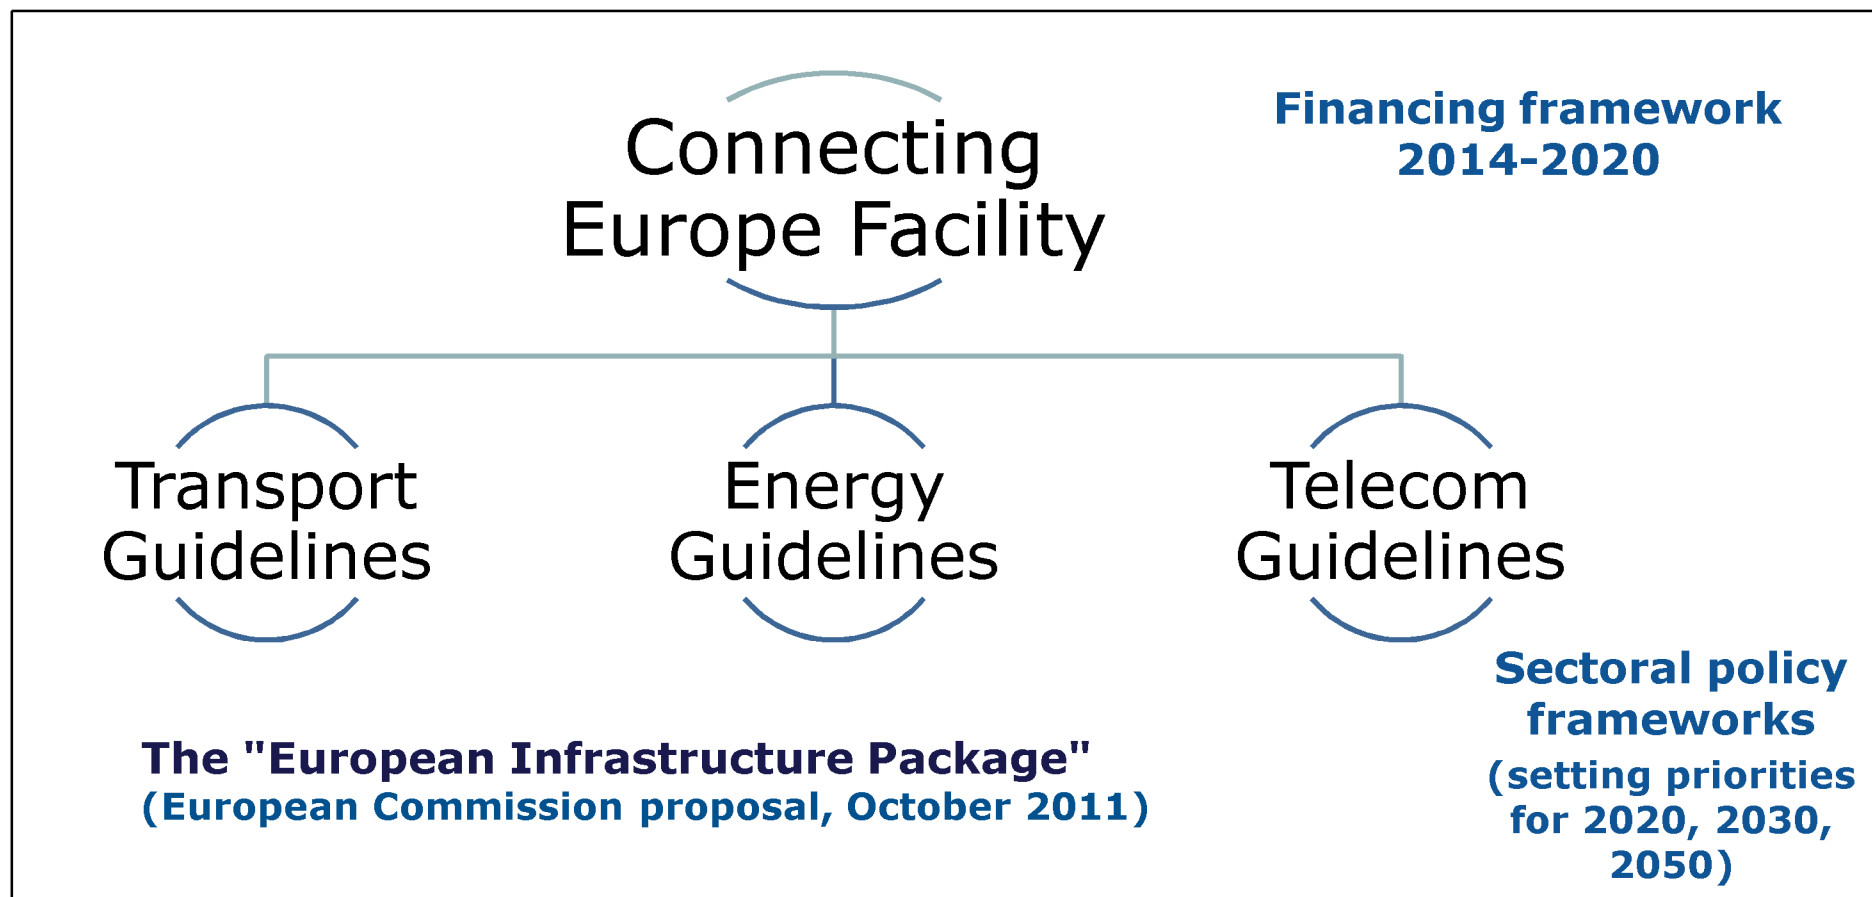 Connecting
Europe Facility
Financing framework
2014-2020
Transport
Guidelines
Energy
Guidelines
Telecom
Guidelines
Sectoral policy
frameworks
(setting priorities
for 2020, 2030,
2050)
The "European Infrastructure Package"
(European Commission proposal, October 2011)